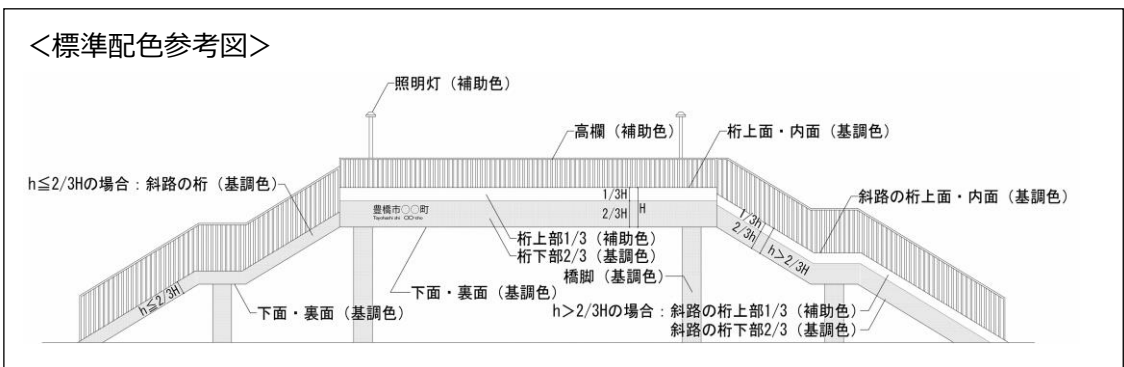 <標準配色参考図>
照明灯（補助色）
高欄（補助色）
桁上面・内面（基調色）
h≦2/3Hの場合：斜路の桁（基調色）
斜路の桁上面・内面（基調色）
1/3H
2/3H
H
豊橋市○○町
1/3h
2/3h
h>2/3H
桁上部1/3（補助色）
桁下部2/3（基調色）
橋脚（基調色）
下面・裏面（基調色）
h≦2/3H
下面・裏面（基調色）
h>2/3Hの場合：斜路の桁上部1/3（補助色）
斜路の桁下部2/3（基調色）